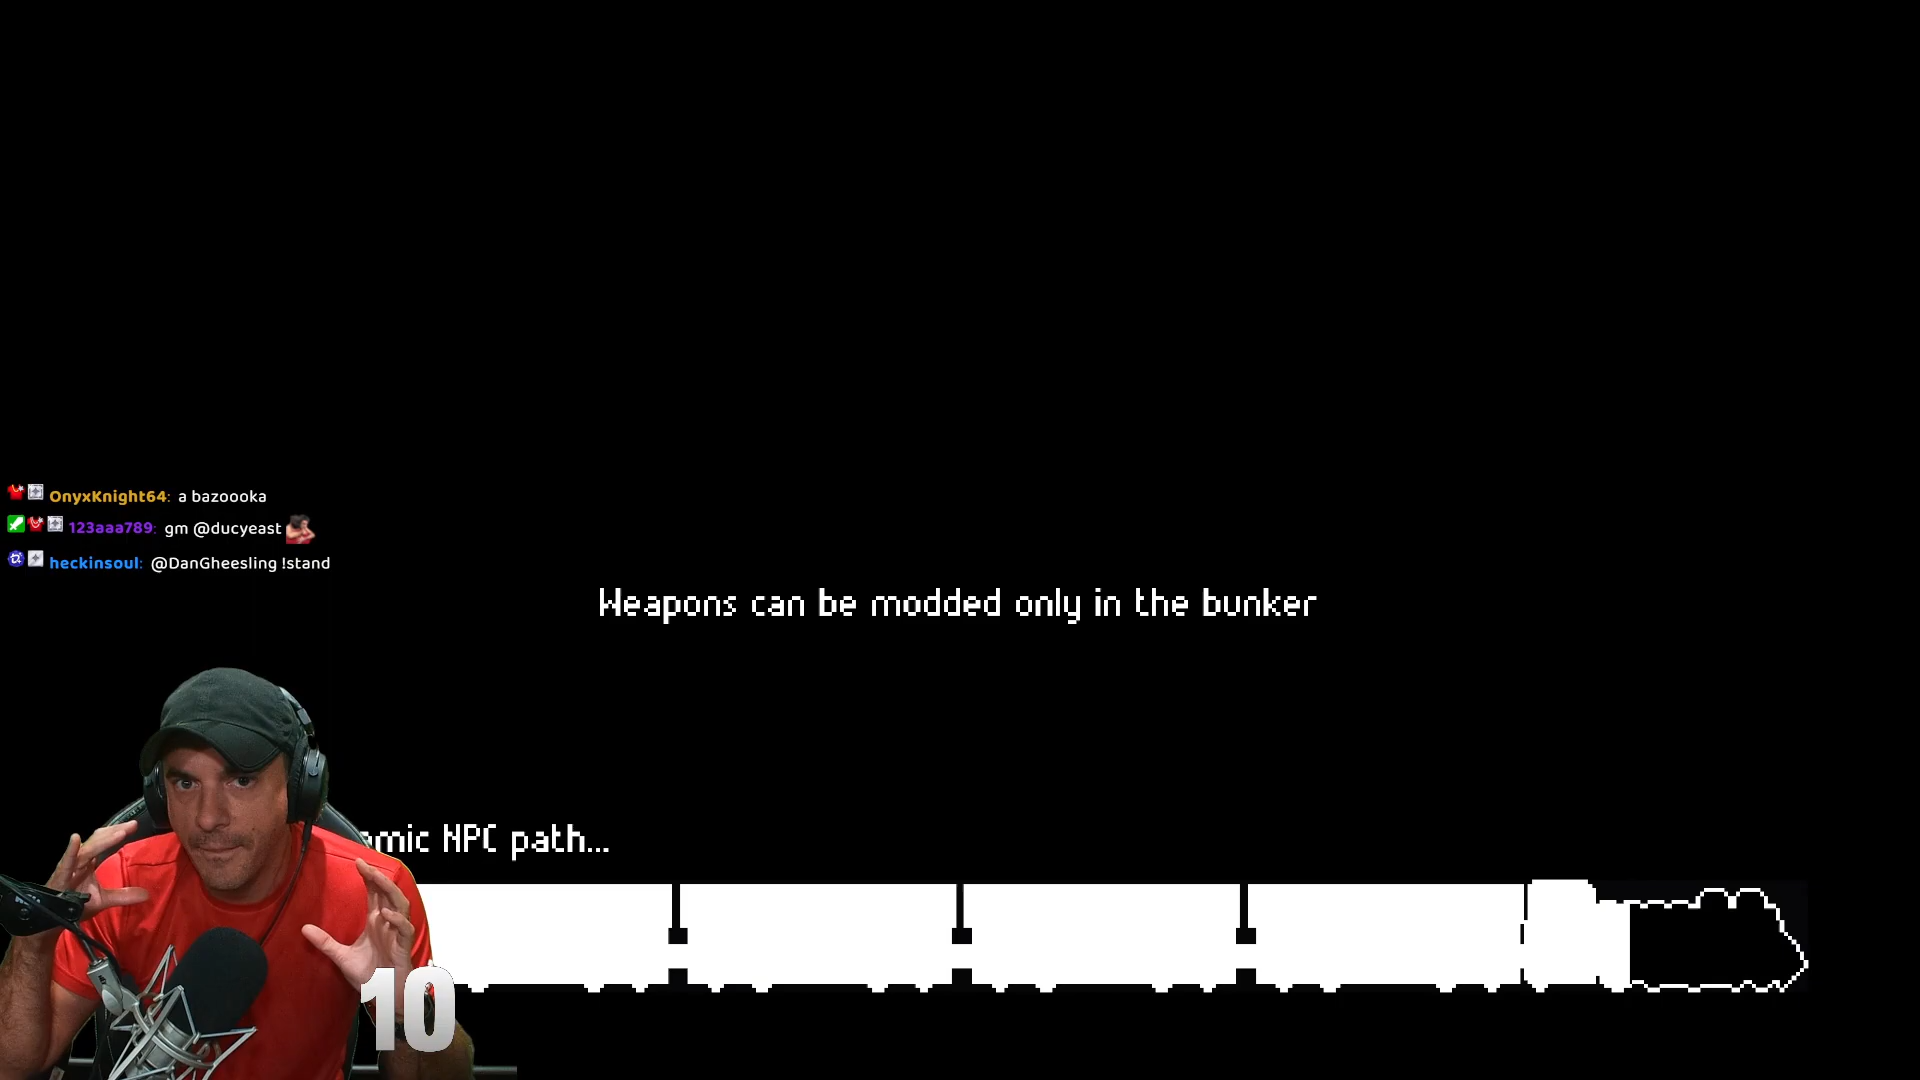 OnyxKnight64: a bazoooka
123aaa789: gm @ducyeast
heckinsoul: @DanGheesling !stand
Weapons can be modded only in the bunker
NPC path...
10